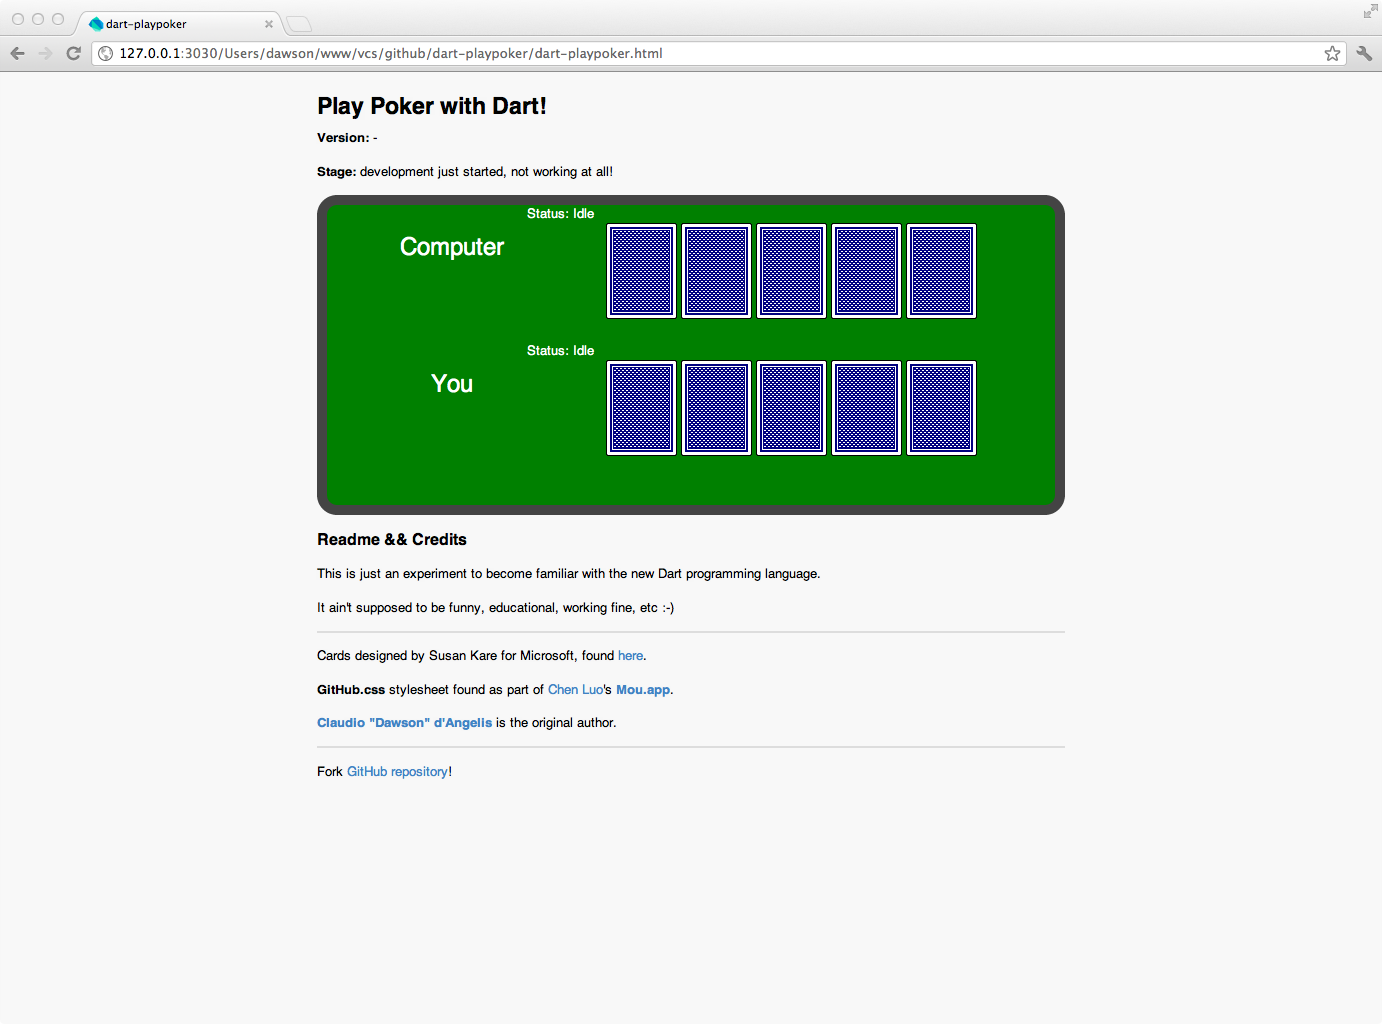 dart-playpoker
127.0.0.1:3030/Users/dawson/www/vcs/github/dart-playpoker/dart-playpoker.html
Play Poker with Dart!
Version: -
Stage: development just started, not working at all!
Status: Idle
Computer
Status: Idle
You
Readme && Credits
This is just an experiment to become familiar with the new Dart programming language.
It ain't supposed to be funny, educational, working fine, etc :-)
Cards designed by Susan Kare for Microsoft, found here.
GitHub.css stylesheet found as part of Chen Luo's Mou.app.
Claudio "Dawson" d'Angelis is the original author.
Fork GitHub repository!